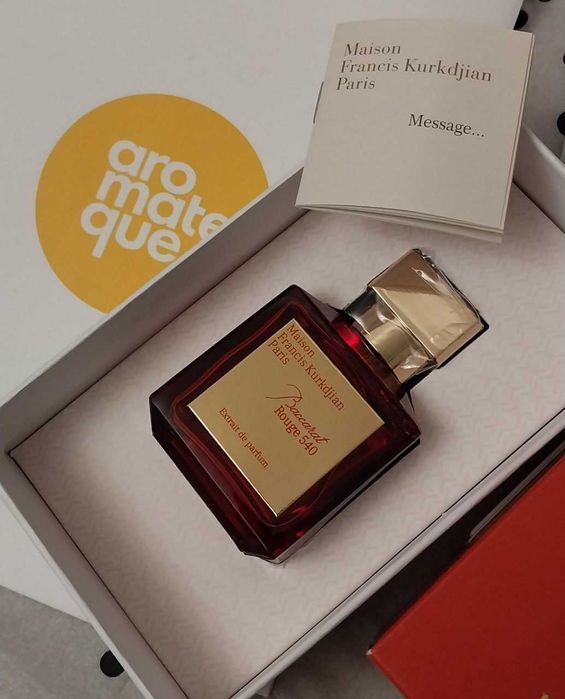 Maison
Francis Kurkdjian
Paris
Message...
aro
mate
que
Maison
Francis Kurkdjian
Paris
Baccarat
Rouge 540
Extrait de parfum